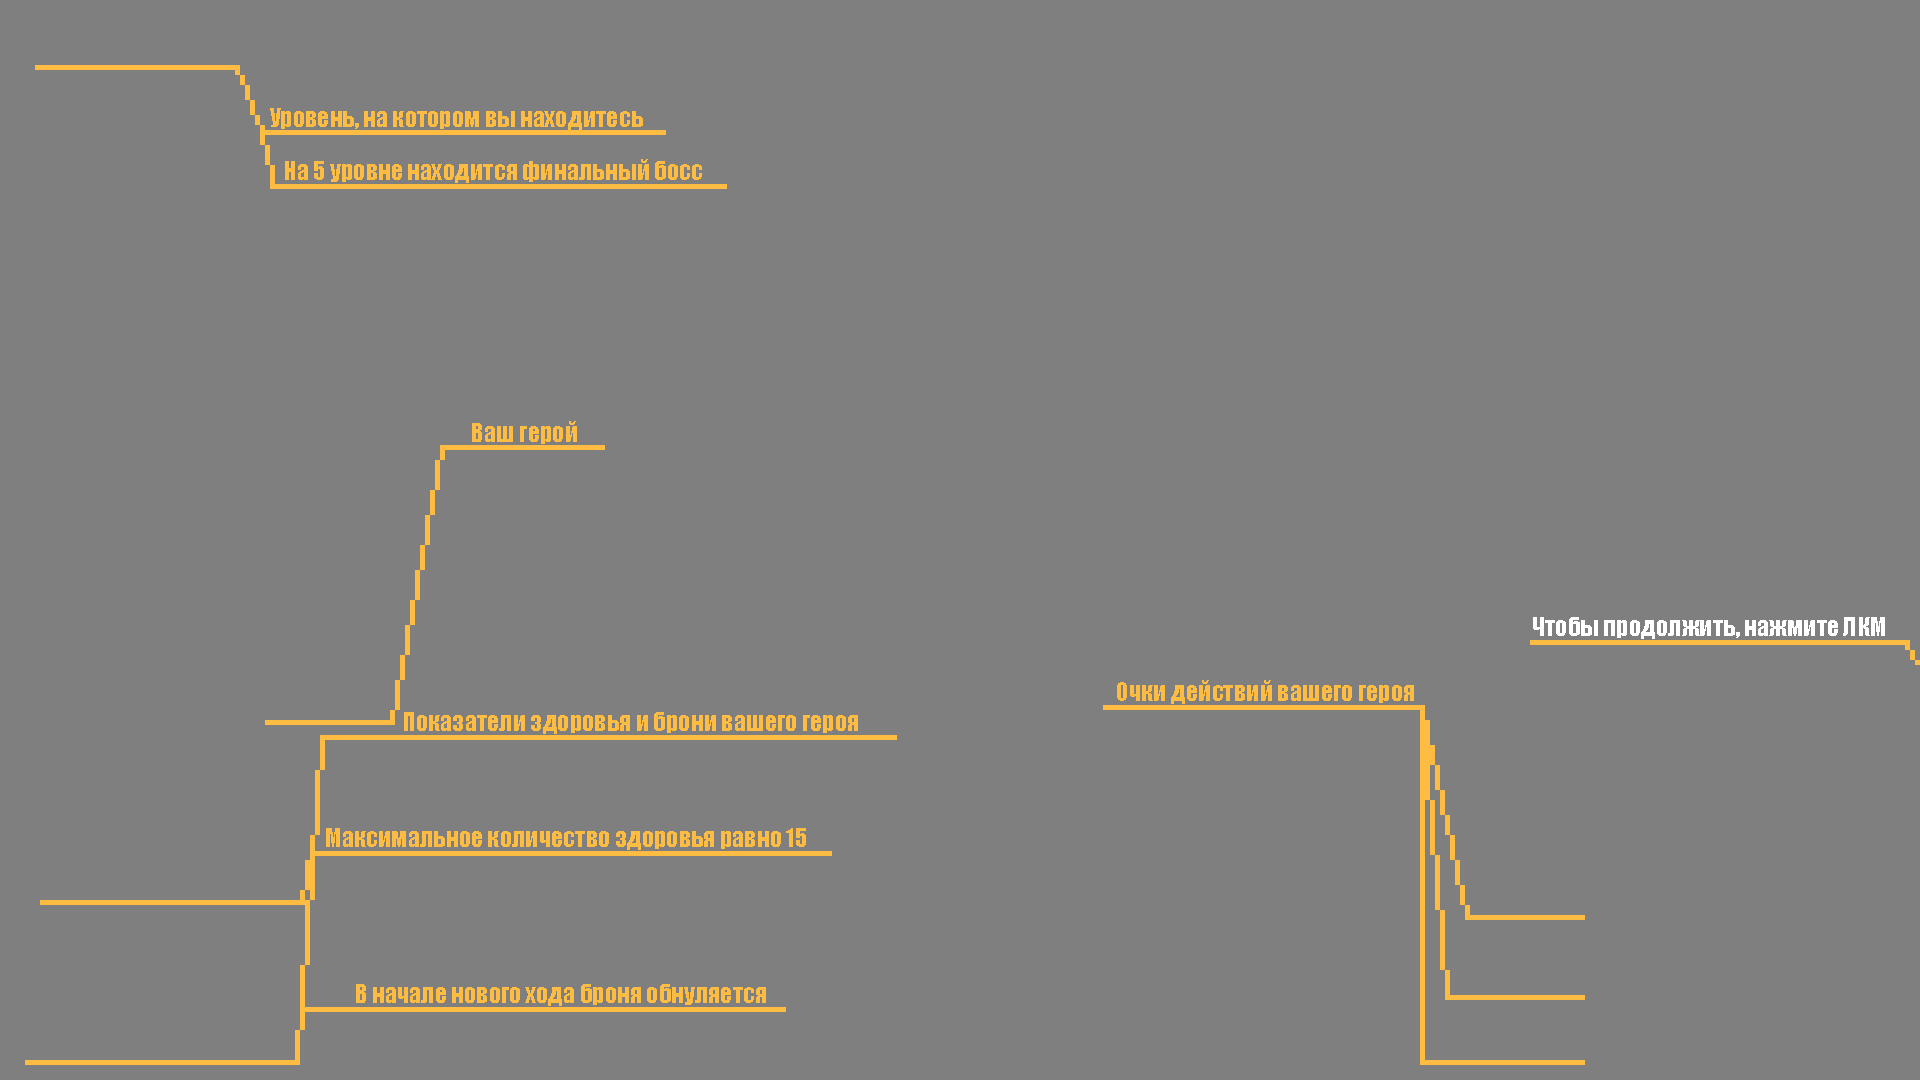 Уровень, на котором вы находитесь
На 5 уровне находится финальный босс
Ваш герой
Чтобы продолжить, нажмите ЛКМ
Очки действий вашего героя
Показатели здоровья и брони вашего героя
Максимальное количество здоровья равно 15
В начале нового хода броня обнуляется